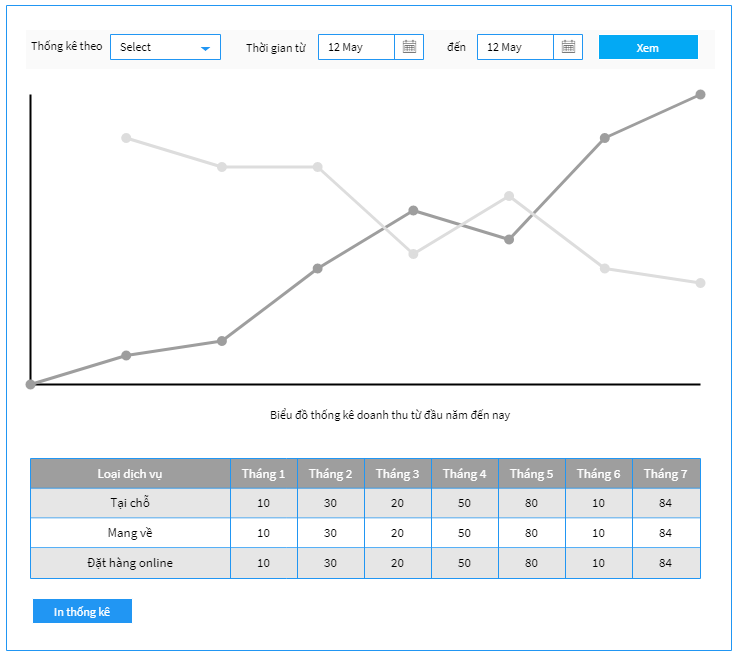 Thống kê theo Select Thời gian từ 12 May đến 12 May Xem
Biểu đồ thống kê doanh thu từ đầu năm đến nay
Loại dịch vụ Tháng 1 Tháng 2 Tháng 3 Tháng 4 Tháng 5 Tháng 6 Tháng 7
Tại chỗ 10 30 20 50 80 10 84
Mang về 10 30 20 50 80 10 84
Đặt hàng online 10 30 20 50 80 10 84
In thống kê